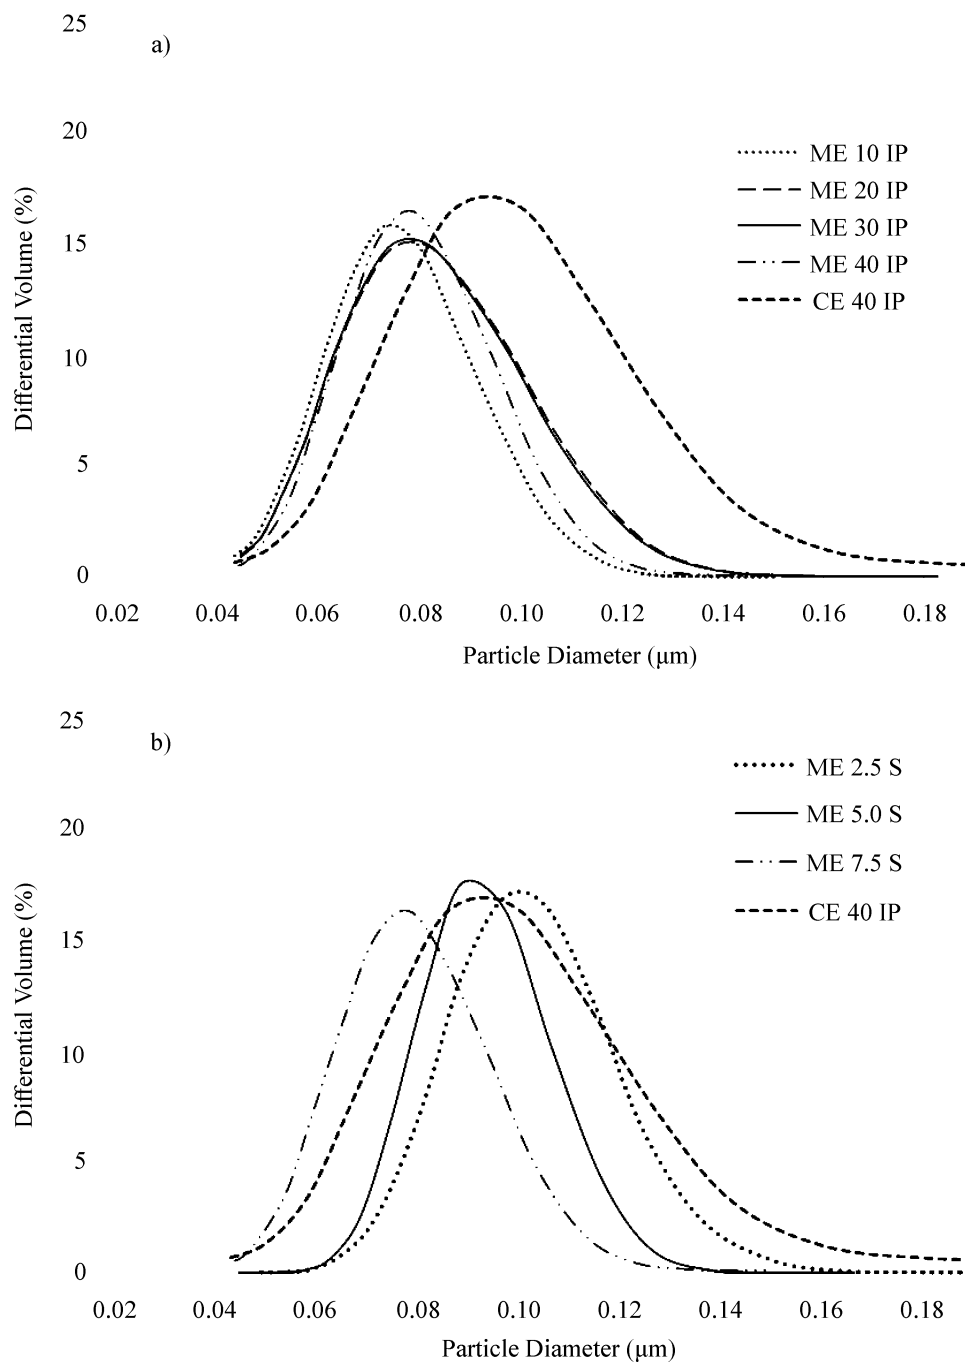 25
a)
20
ME 10 IP
ME 20 IP
ME 30 IP
ME 40 IP
CE 40 IP
15
10
5
0
Differential Volume (%)
0.02 0.04 0.06 0.08 0.10 0.12 0.14 0.16 0.18
Particle Diameter (μm)
25
b)
20
ME 2.5 S
ME 5.0 S
ME 7.5 S
CE 40 IP
15
10
5
0
Differential Volume (%)
0.02 0.04 0.06 0.08 0.10 0.12 0.14 0.16 0.18
Particle Diameter (μm)